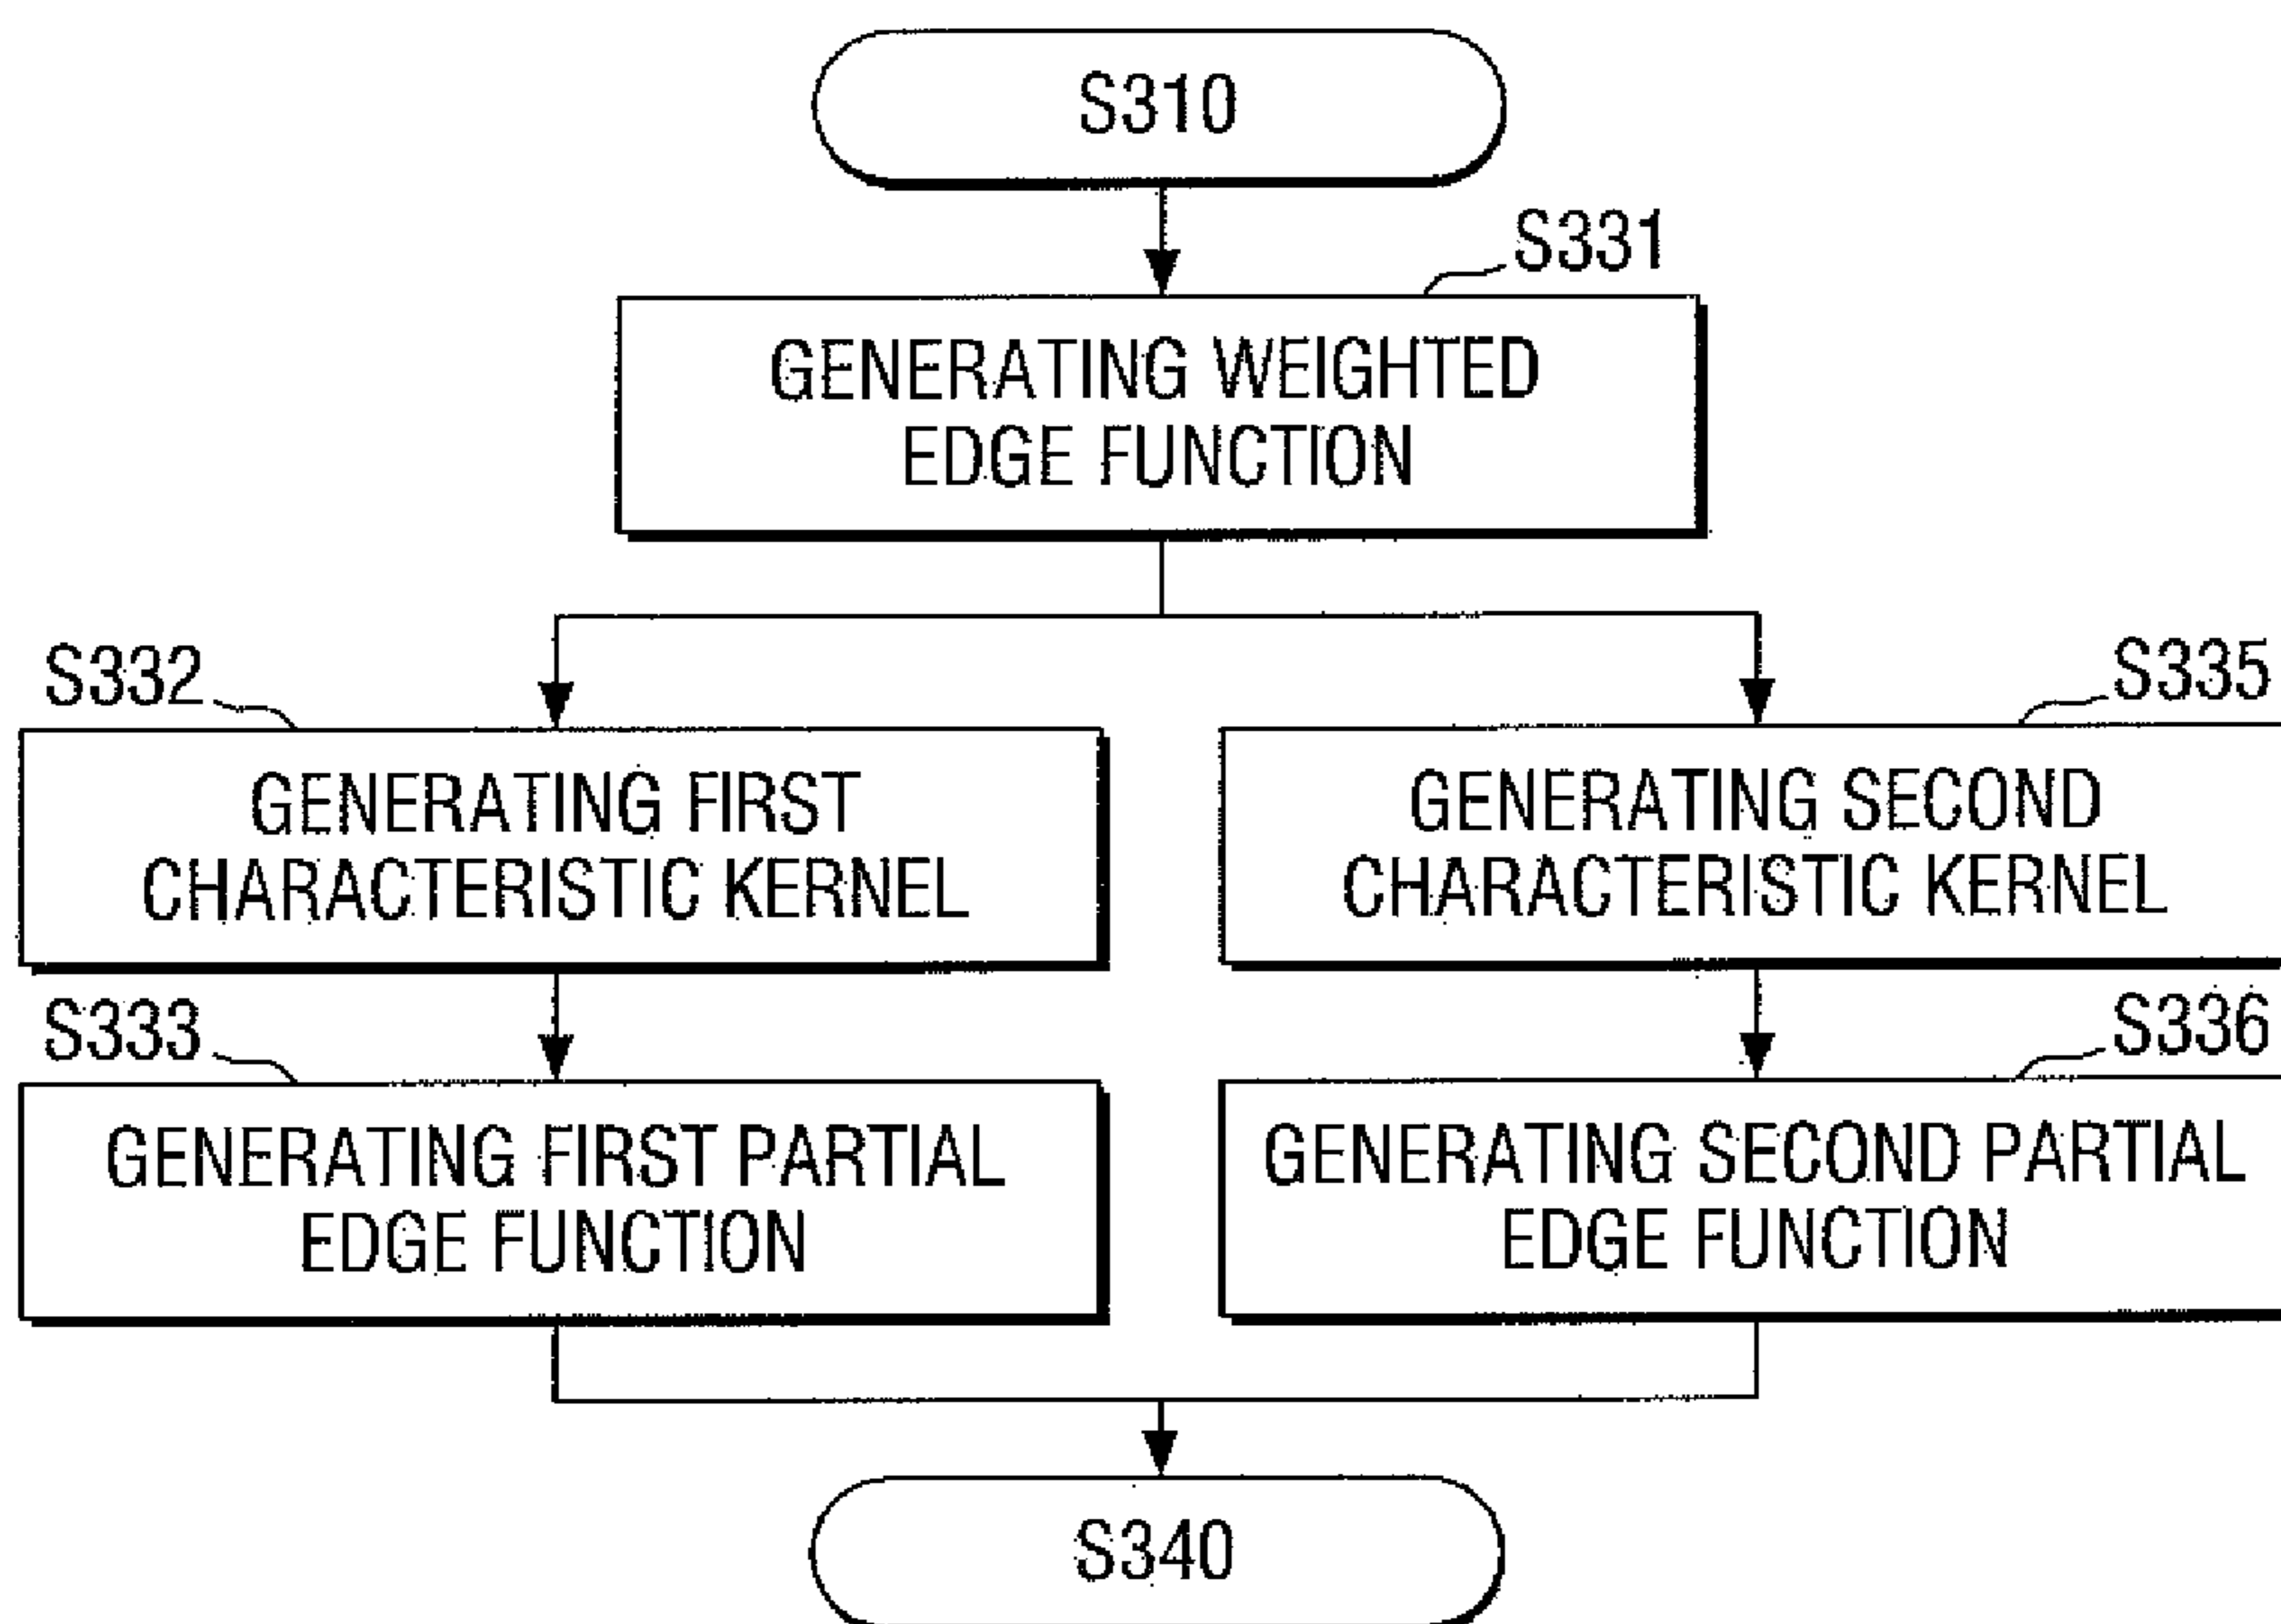 S310
S331
GENERATING WEIGHTED
EDGE FUNCTION
S332
GENERATING FIRST
CHARACTERISTIC KERNEL
S335
GENERATING SECOND
CHARACTERISTIC KERNEL
S333
GENERATING FIRST PARTIAL
EDGE FUNCTION
S336
GENERATING SECOND PARTIAL
EDGE FUNCTION
S340